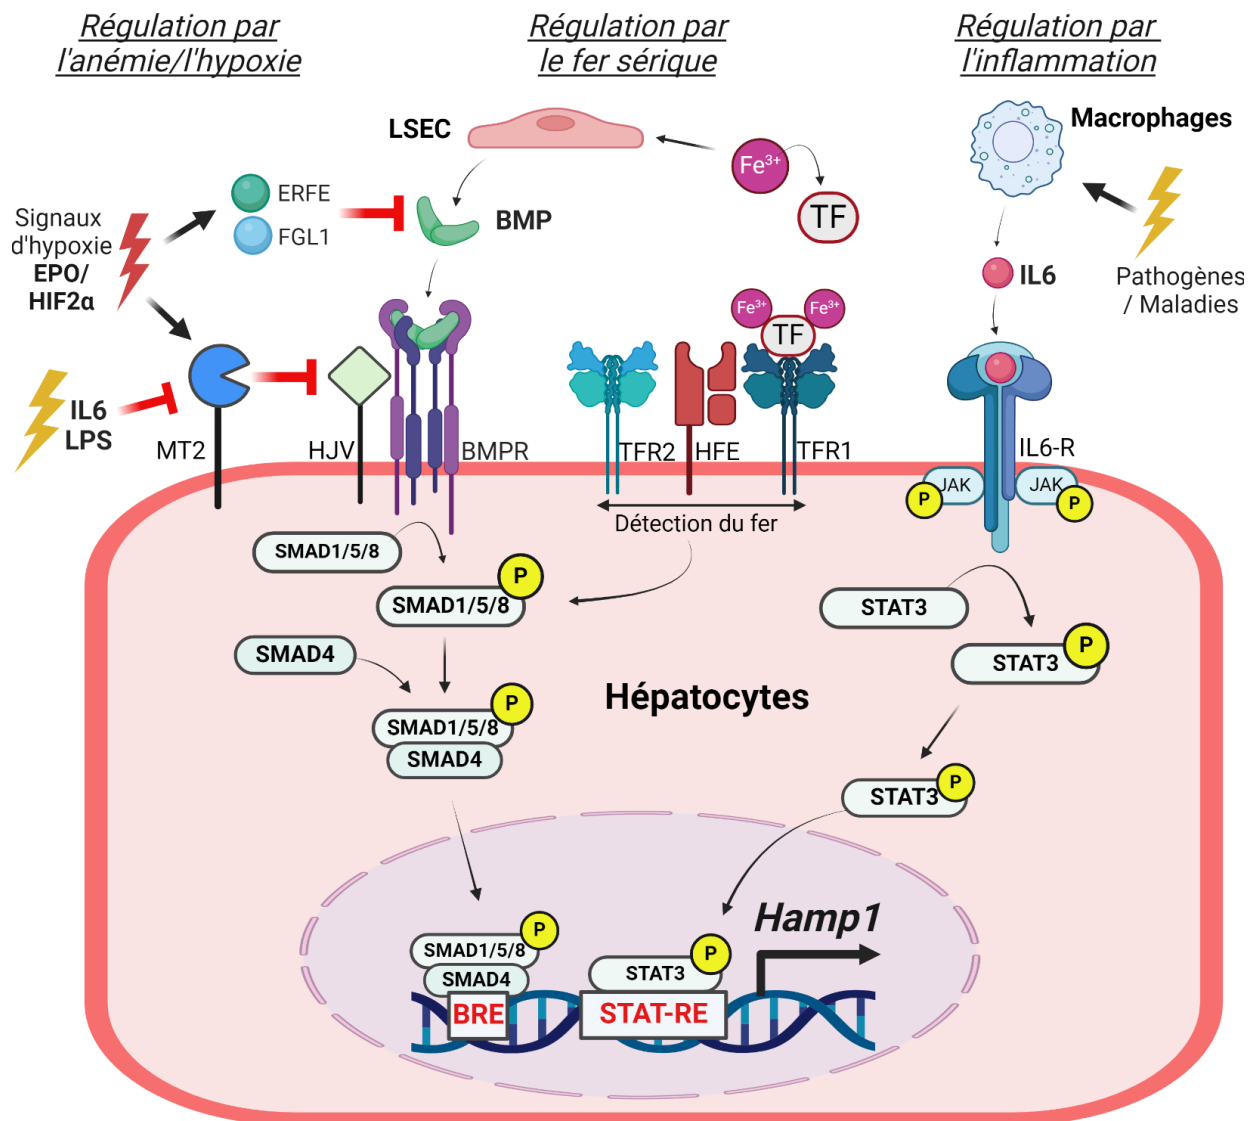 Régulation par
l'anémie/l'hypoxie
Régulation par
le fer sérique
Régulation par
l'inflammation
LSEC
Fe³⁺
TF
Macrophages
ERFE
FGL1
BMP
Signaux
d'hypoxie
EPO/
HIF2α
IL6
Pathogènes
/ Maladies
Fe³⁺
Fe³⁺
TF
IL6
LPS
MT2
HJV
BMPR
TFR2
HFE
TFR1
IL6-R
JAK
JAK
P
P
Détection du fer
SMAD1/5/8
P
SMAD1/5/8
STAT3
SMAD4
P
STAT3
Hépatocytes
P
SMAD1/5/8
SMAD4
P
STAT3
Hamp1
P
SMAD1/5/8
SMAD4
P
STAT3
BRE
STAT-RE